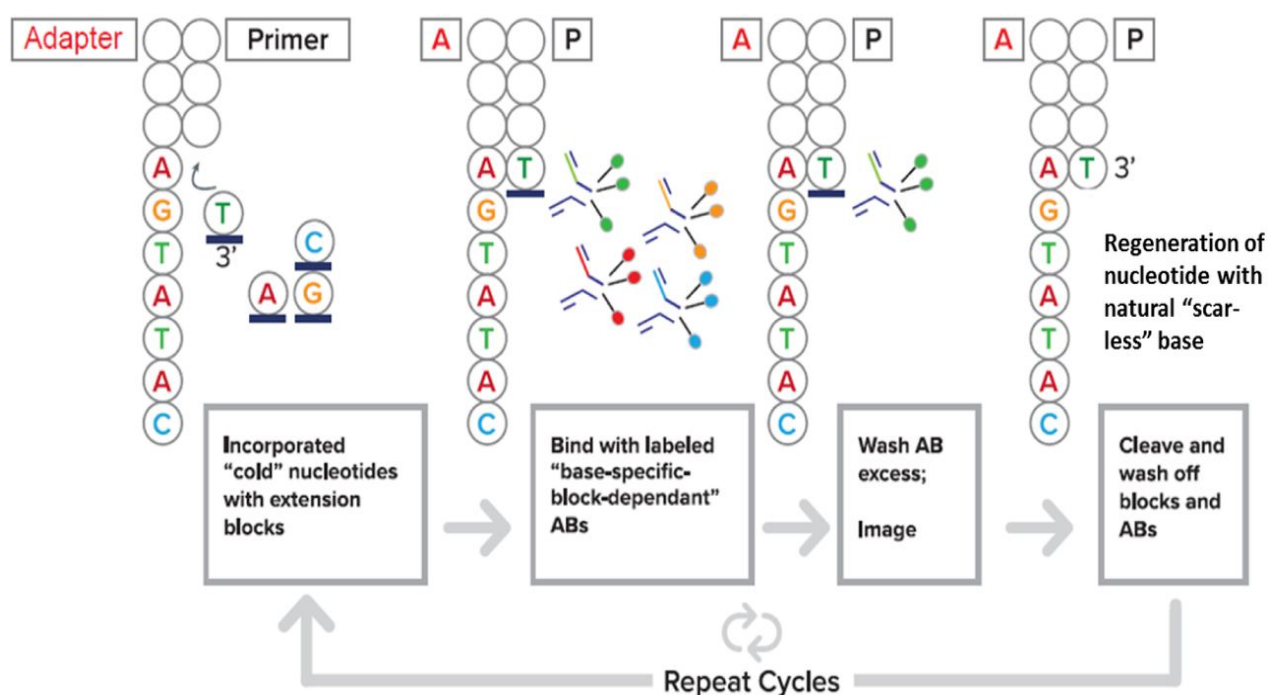 Adapter
Primer
A
P
A
P
A
P
A
G
T
A
T
A
C
T
3’
A
C
G
A
T
G
T
A
T
A
C
A
T
G
T
A
T
A
C
A
T
3’
G
T
A
T
A
C
Regeneration of
nucleotide with
natural “scar-
less” base
Incorporated
“cold” nucleotides
with extension
blocks
Bind with labeled
“base-specific-
block-dependant”
ABs
Wash AB
excess;
Image
Cleave and
wash off
blocks and
ABs
Repeat Cycles